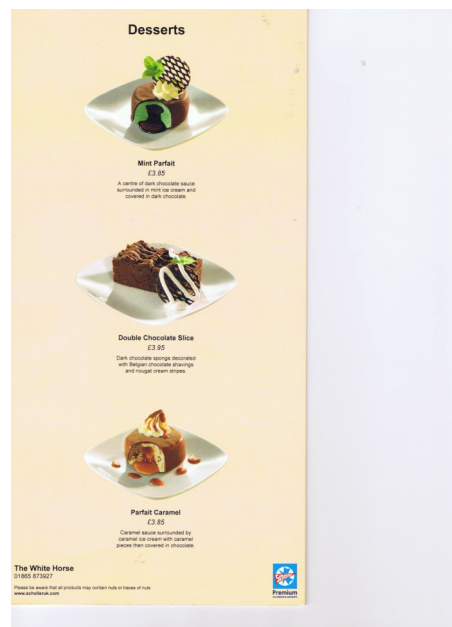 Desserts
Mint Parfait
£3.85
A centre of dark chocolate sauce
surrounded in mint ice cream and
covered in dark chocolate.
Double Chocolate Slice
£3.95
Dark chocolate sponge decorated
with Belgian chocolate shavings
and nougat cream stripes.
Parfait Caramel
£3.85
Caramel sauce surrounded by
caramel ice cream with caramel
pieces then covered in chocolate.
The White Horse
01865 873927
Please be aware that all products may contain nuts or traces of nuts
www.scholleruk.com
Premium